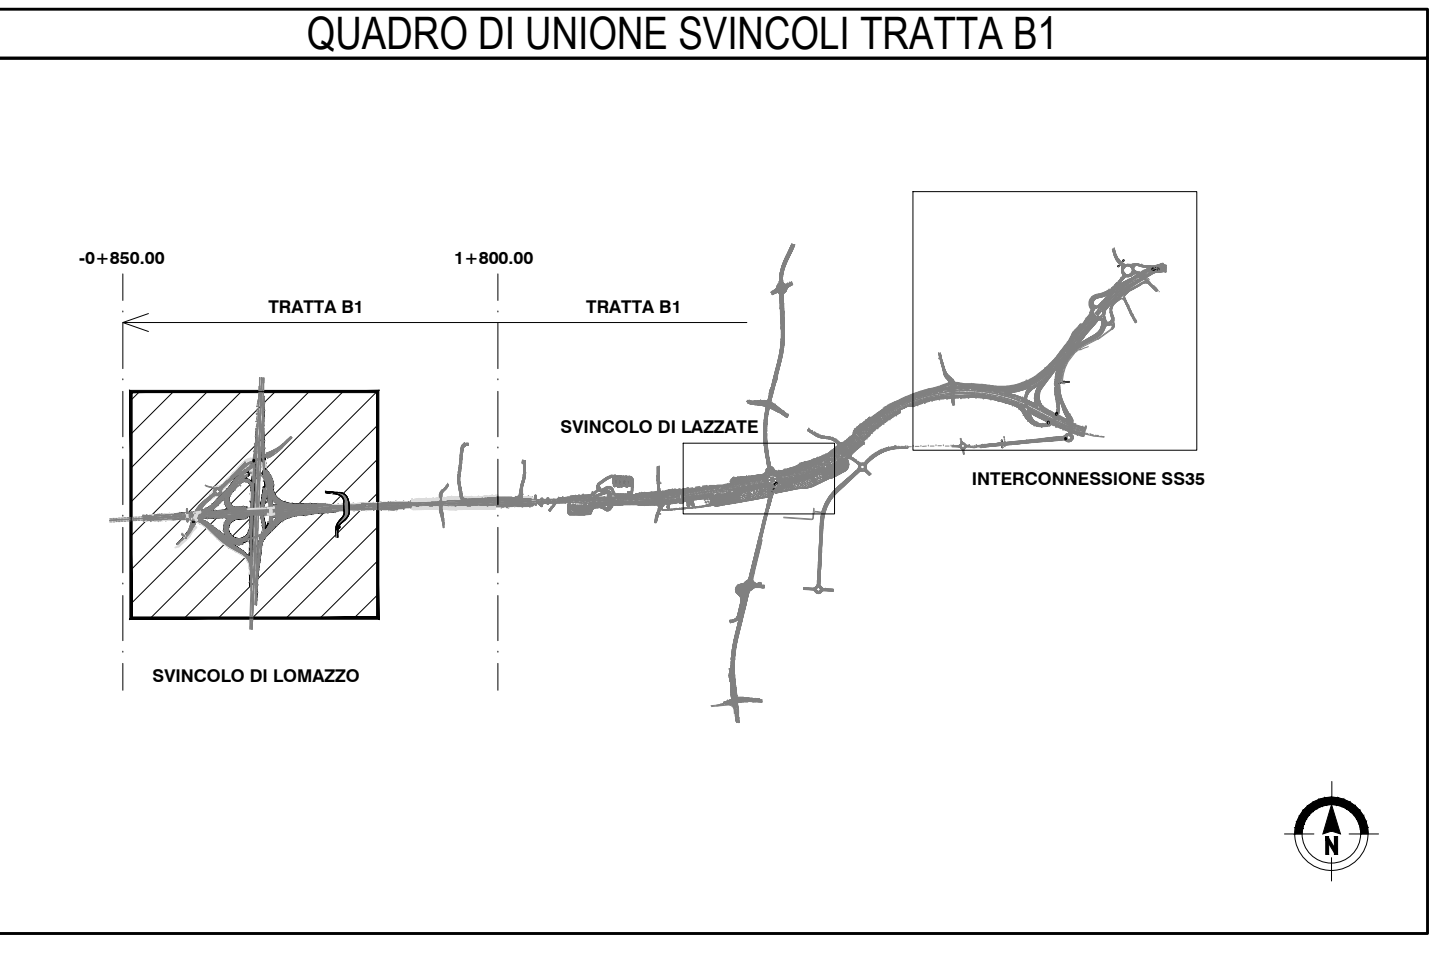 QUADRO DI UNIONE SVINCOLI TRATTA B1
-0+850.00
1+800.00
TRATTA B1
TRATTA B1
SVINCOLO DI LAZZATE
INTERCONNESSIONE SS35
SVINCOLO DI LOMAZZO
N